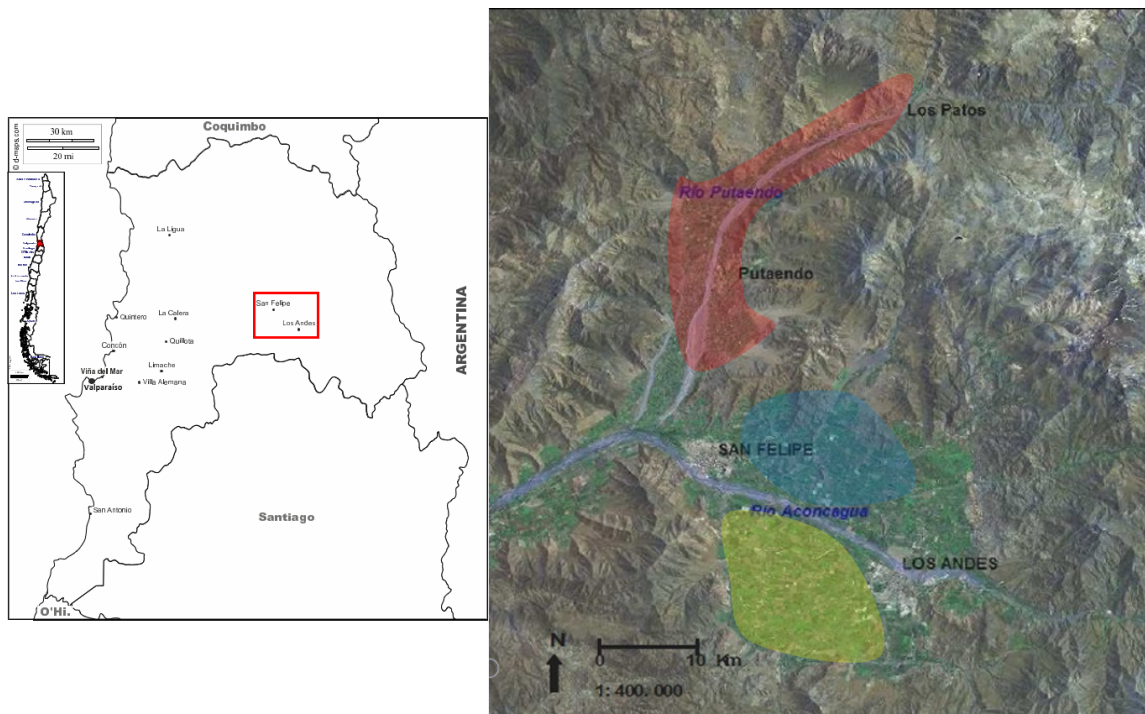 © d-maps.com
30 km
20 mi
Coquimbo
La Ligua
San Felipe
Los Andes
La Calera
Quintero
Quillota
Concón
Limache
Viña del Mar
Valparaíso
Villa Alemana
ARGENTINA
San Antonio
Santiago
O'Hi.
Los Patos
Río Putaendo
Putaendo
SAN FELIPE
Río Aconcagua
LOS ANDES
N
0 10 Km
1: 400. 000